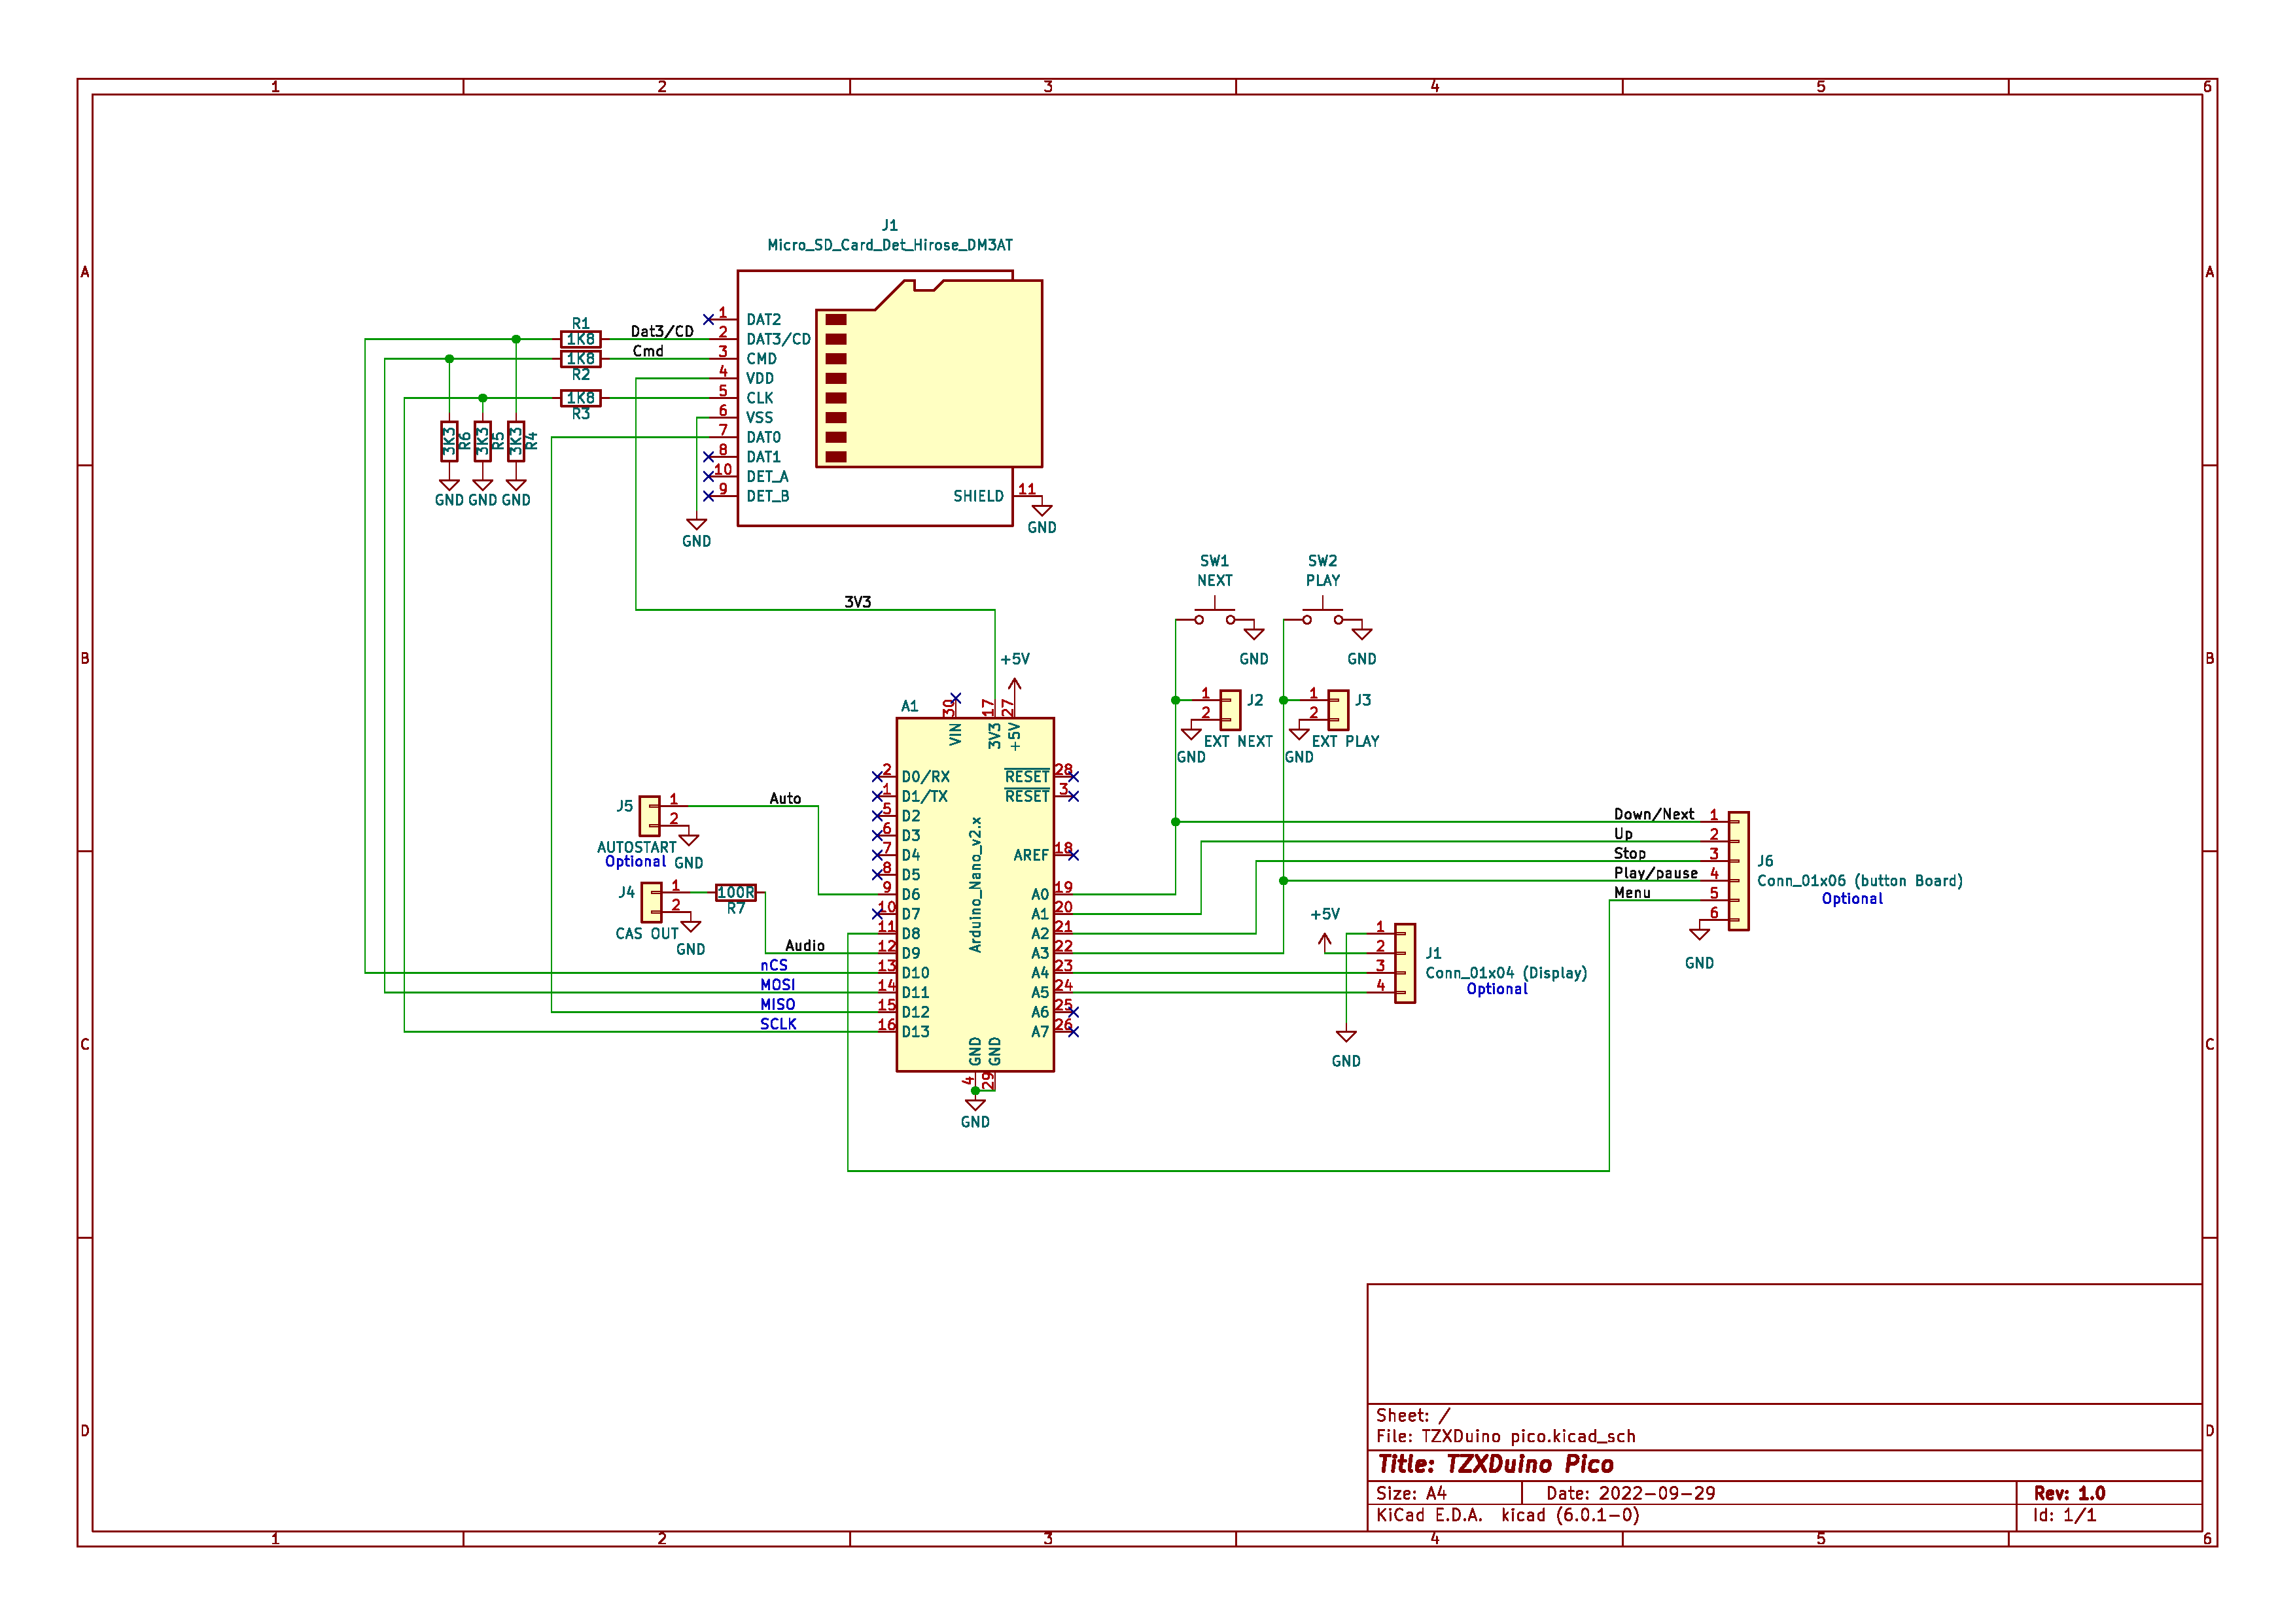 1 2 3 4 5 6
A A
J1
Micro_SD_Card_Det_Hirose_DM3AT
1 DAT2
2 DAT3/CD
3 CMD
4 VDD
5 CLK
6 VSS
7 DAT0
8 DAT1
10 DET_A
9 DET_B
SHIELD 11
GND
GND
R1
1K8
Dat3/CD
1K8
Cmd
R2
1K8
R3
3K3 R6 3K3 R5 3K3 R4
GND GND GND
3V3
SW1
NEXT
GND
SW2
PLAY
GND
B B
+5V
A1
30 17 27
VIN 3V3 +5V
1 J2
2
EXT NEXT
GND
1 J3
2
EXT PLAY
GND
Arduino_Nano_v2.x
2 D0/RX
1 D1/TX
5 D2
6 D3
7 D4
8 D5
9 D6
10 D7
11 D8
12 D9
13 D10
14 D11
15 D12
16 D13
RESET 28
RESET 3
AREF 18
A0 19
A1 20
A2 21
A3 22
A4 23
A5 24
A6 25
A7 26
GND GND
4 29
GND
J5 1
2
AUTOSTART
Optional GND
Auto
J4 1
2
100R
R7
CAS OUT
GND
Audio
nCS
MOSI
MISO
SCLK
Down/Next 1
Up 2
Stop 3
Play/pause 4
Menu 5
6
J6
Conn_01x06 (button Board)
Optional
GND
+5V
1
2
3
4
J1
Conn_01x04 (Display)
Optional
GND
C C
D D
Sheet: /
File: TZXDuino pico.kicad_sch
Title: TZXDuino Pico
Size: A4 Date: 2022-09-29 Rev: 1.0
KiCad E.D.A. kicad (6.0.1-0) Id: 1/1
1 2 3 4 5 6